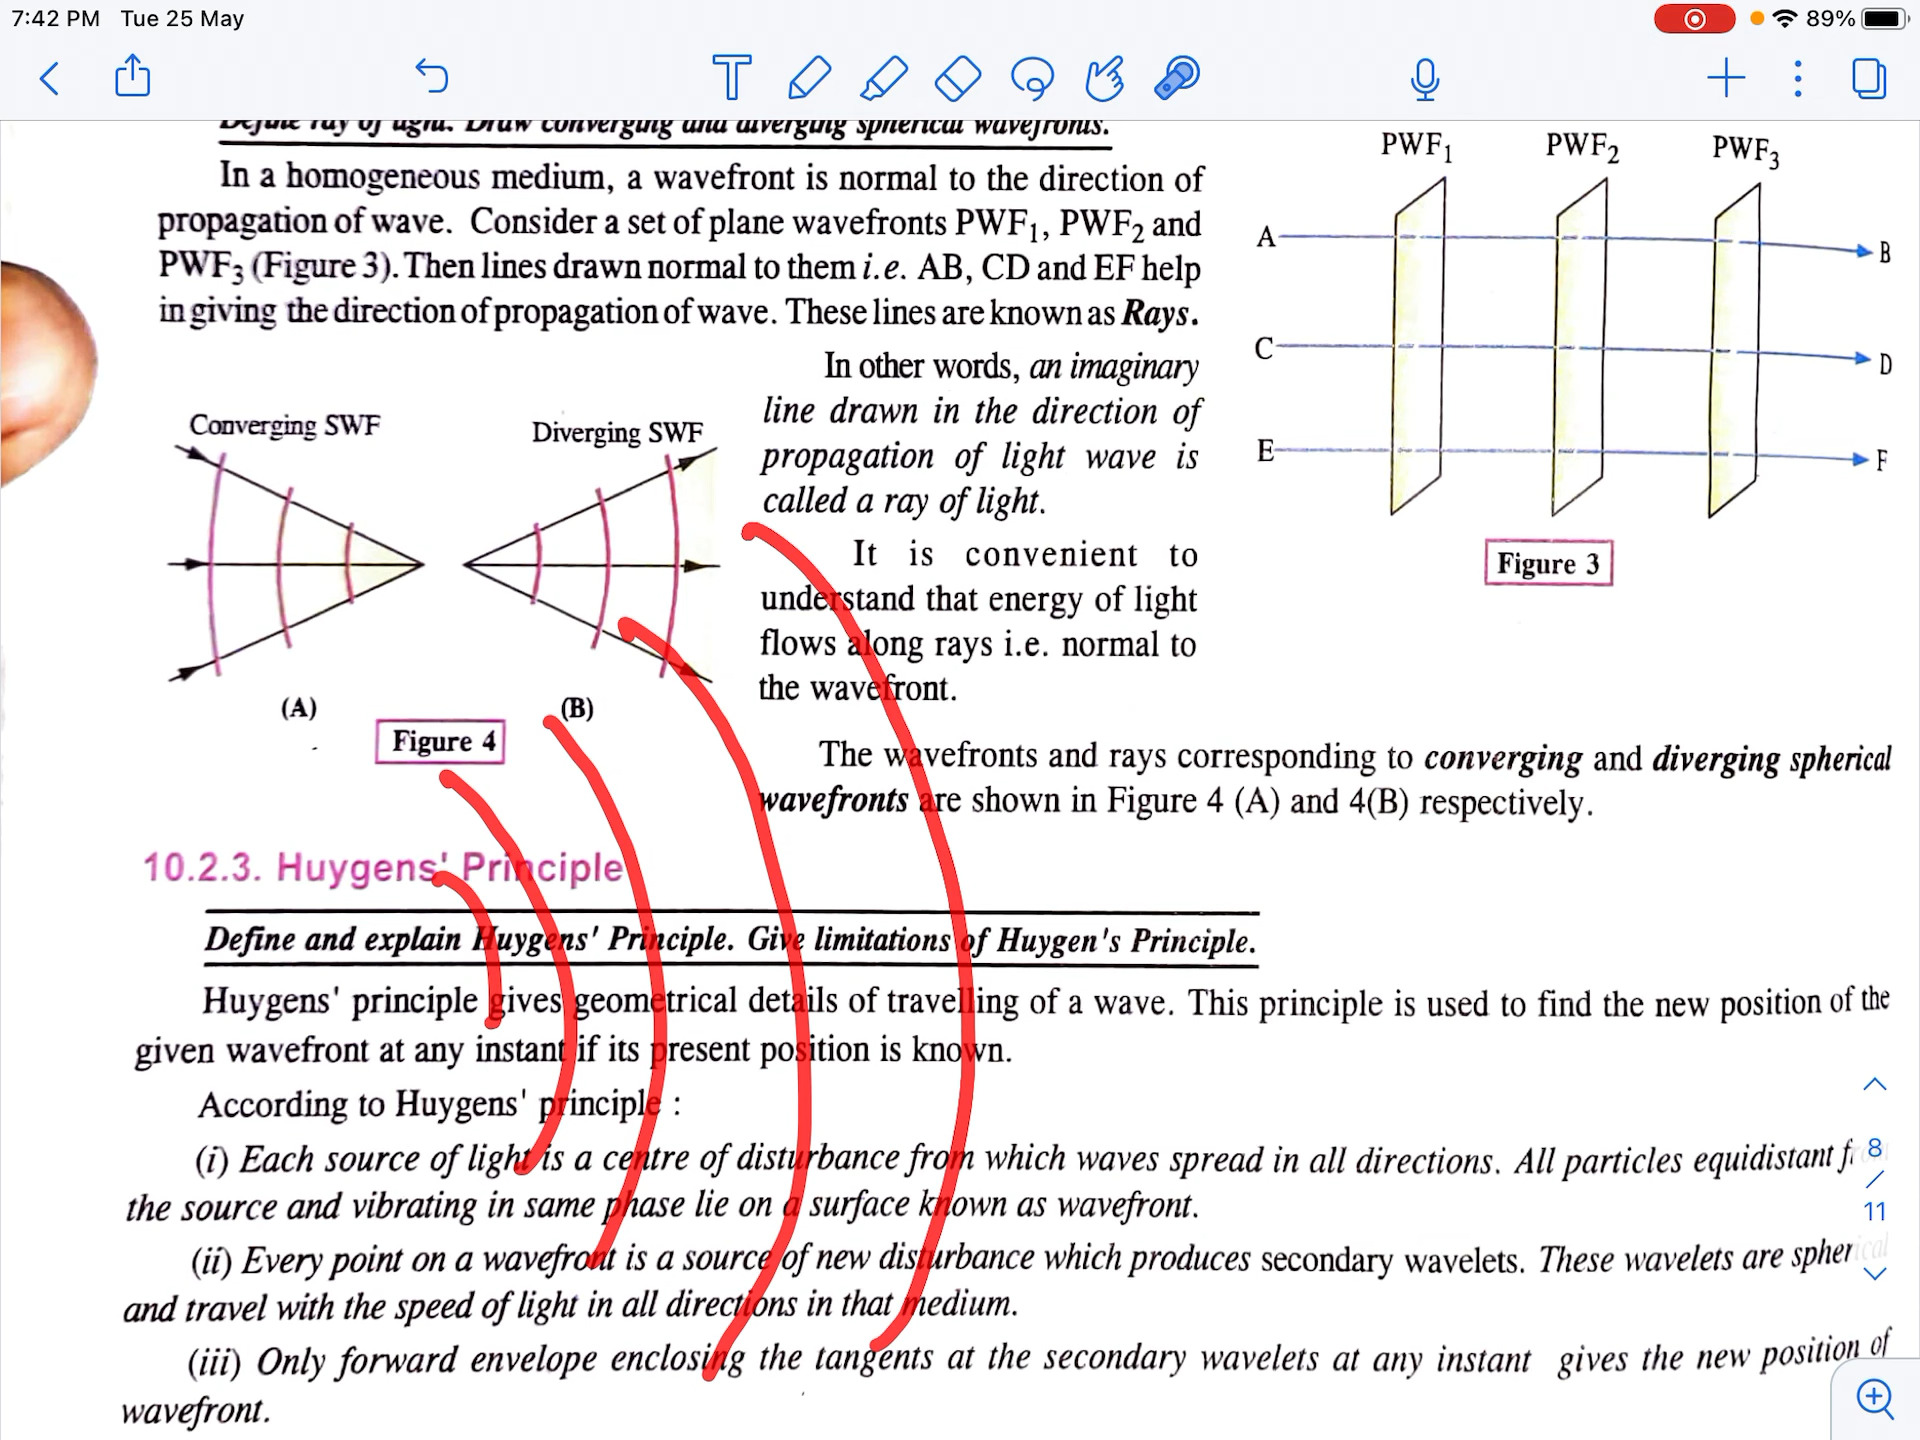 7:42 PM Tue 25 May
89%
Define ray of light. Draw converging and diverging spherical wavefronts.
In a homogeneous medium, a wavefront is normal to the direction of
propagation of wave. Consider a set of plane wavefronts PWF₁, PWF₂ and
PWF₃ (Figure 3). Then lines drawn normal to them i.e. AB, CD and EF help
in giving the direction of propagation of wave. These lines are known as Rays.
PWF₁ PWF₂ PWF₃
A B
C D
E F
Figure 3
In other words, an imaginary
line drawn in the direction of
propagation of light wave is
called a ray of light.
It is convenient to
understand that energy of light
flows along rays i.e. normal to
the wavefront.
Converging SWF Diverging SWF
(A) (B)
Figure 4
The wavefronts and rays corresponding to converging and diverging spherical
wavefronts are shown in Figure 4 (A) and 4(B) respectively.
10.2.3. Huygens' Principle
Define and explain Huygens' Principle. Give limitations of Huygen's Principle.
Huygens' principle gives geometrical details of travelling of a wave. This principle is used to find the new position of the
given wavefront at any instant if its present position is known.
According to Huygens' principle :
(i) Each source of light is a centre of disturbance from which waves spread in all directions. All particles equidistant
the source and vibrating in same phase lie on a surface known as wavefront.
(ii) Every point on a wavefront is a source of new disturbance which produces secondary wavelets. These wavelets are spherical
and travel with the speed of light in all directions in that medium.
(iii) Only forward envelope enclosing the tangents at the secondary wavelets at any instant gives the new position of
wavefront.
8
/
11